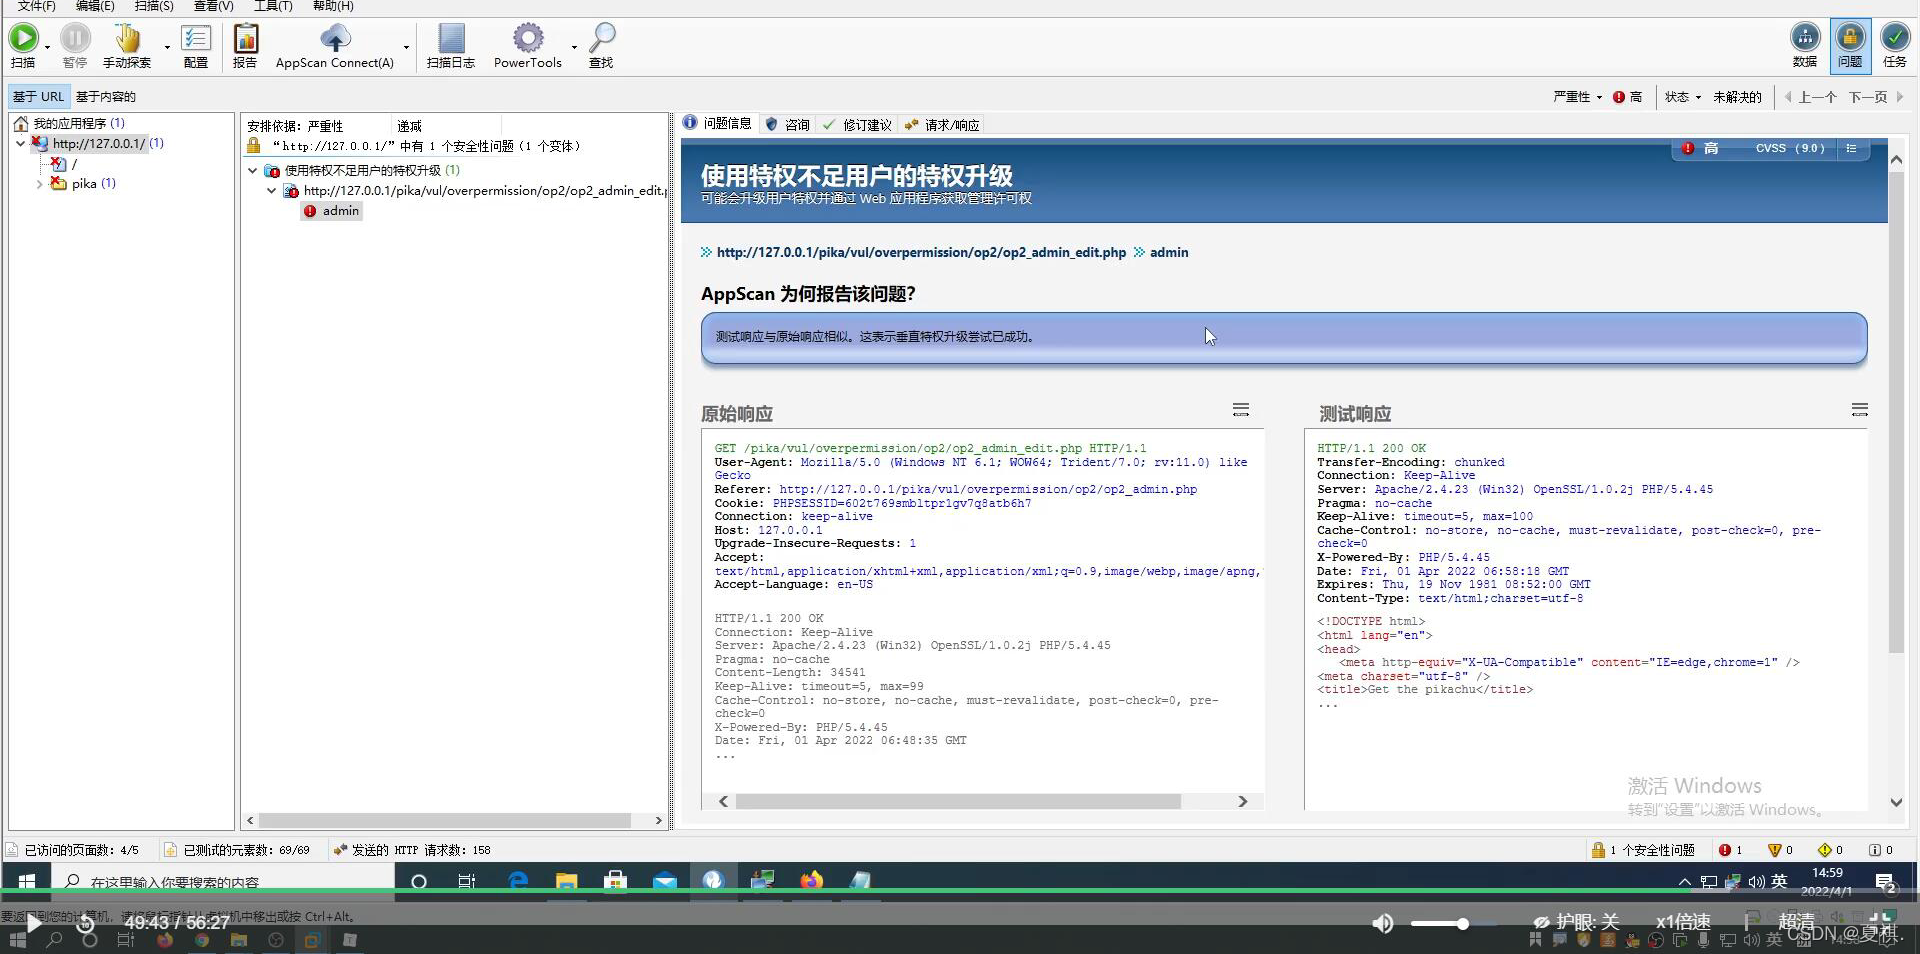 文件(F) 编辑(E) 扫描(S) 查看(V) 工具(T) 帮助(H)
扫描 暂停 手动探索 配置 报告 AppScan Connect(A) 扫描日志 PowerTools 查找 数据 问题 任务
基于 URL 基于内容的 严重性 高 状态 未解决的 上一个 下一页
我的应用程序 (1)
http://127.0.0.1/ (1)
/
pika (1)
安排依据: 严重性 递减
“http://127.0.0.1/”中有 1 个安全性问题 (1 个变体)
使用特权不足用户的特权升级 (1)
http://127.0.0.1/pika/vul/overpermission/op2/op2_admin_edit.p
admin
问题信息 咨询 修订建议 请求/响应
高 CVSS (9.0)
使用特权不足用户的特权升级
可能会升级用户特权并通过 Web 应用程序获取管理许可权
http://127.0.0.1/pika/vul/overpermission/op2/op2_admin_edit.php admin
AppScan 为何报告该问题?
测试响应与原始响应相似。这表示垂直特权升级尝试已成功。
原始响应
GET /pika/vul/overpermission/op2/op2_admin_edit.php HTTP/1.1
User-Agent: Mozilla/5.0 (Windows NT 6.1; WOW64; Trident/7.0; rv:11.0) like
Gecko
Referer: http://127.0.0.1/pika/vul/overpermission/op2/op2_admin.php
Cookie: PHPSESSID=602t769smbltpr1gv7q8atb6h7
Connection: keep-alive
Host: 127.0.0.1
Upgrade-Insecure-Requests: 1
Accept:
text/html,application/xhtml+xml,application/xml;q=0.9,image/webp,image/apng,
Accept-Language: en-US
HTTP/1.1 200 OK
Connection: Keep-Alive
Server: Apache/2.4.23 (Win32) OpenSSL/1.0.2j PHP/5.4.45
Pragma: no-cache
Content-Length: 34541
Keep-Alive: timeout=5, max=99
Cache-Control: no-store, no-cache, must-revalidate, post-check=0, pre-
check=0
X-Powered-By: PHP/5.4.45
Date: Fri, 01 Apr 2022 06:48:35 GMT
...
测试响应
HTTP/1.1 200 OK
Transfer-Encoding: chunked
Connection: Keep-Alive
Server: Apache/2.4.23 (Win32) OpenSSL/1.0.2j PHP/5.4.45
Pragma: no-cache
Keep-Alive: timeout=5, max=100
Cache-Control: no-store, no-cache, must-revalidate, post-check=0, pre-
check=0
X-Powered-By: PHP/5.4.45
Date: Fri, 01 Apr 2022 06:58:18 GMT
Expires: Thu, 19 Nov 1981 08:52:00 GMT
Content-Type: text/html;charset=utf-8
<!DOCTYPE html>
<html lang="en">
<head>
<meta http-equiv="X-UA-Compatible" content="IE=edge,chrome=1" />
<meta charset="utf-8" />
<title>Get the pikachu</title>
...
激活 Windows
转到“设置”以激活 Windows。
已访问的页面数: 4/5 已测试的元素数: 69/69 发送的 HTTP 请求数: 158 1 个安全性问题 1 0 0 0
在这里输入你要搜索的内容 英 14:59
2022/4/1 2
要返回到您的计算机，请将鼠标指针从虚拟机中移出或按 Ctrl+Alt。
49:43 / 56:27 护眼: 关 x1倍速 超清
英 CSDN @夏祺.